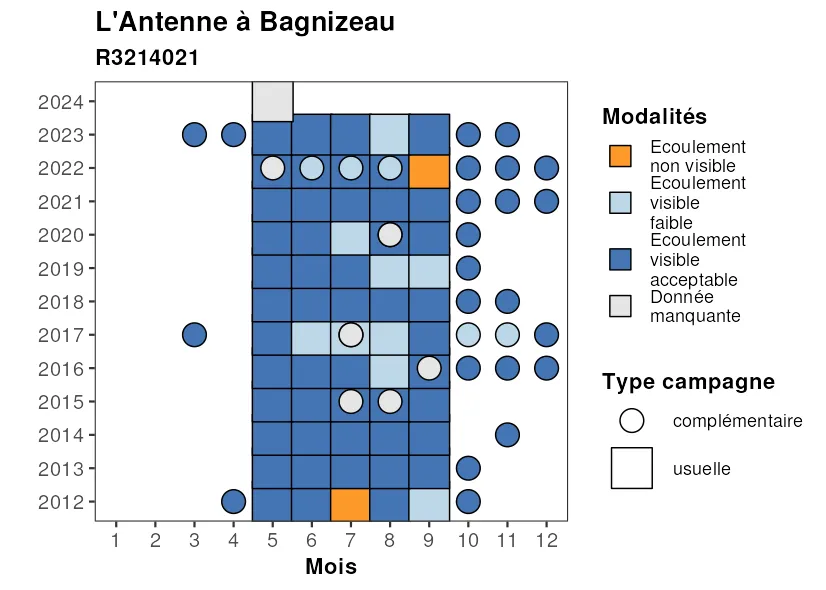 L'Antenne à Bagnizeau
R3214021
2024
2023
2022
2021
2020
2019
2018
2017
2016
2015
2014
2013
2012
1 2 3 4 5 6 7 8 9 10 11 12
Mois
Modalités
Ecoulement
non visible
Ecoulement
visible
faible
Ecoulement
visible
acceptable
Donnée
manquante
Type campagne
complémentaire
usuelle